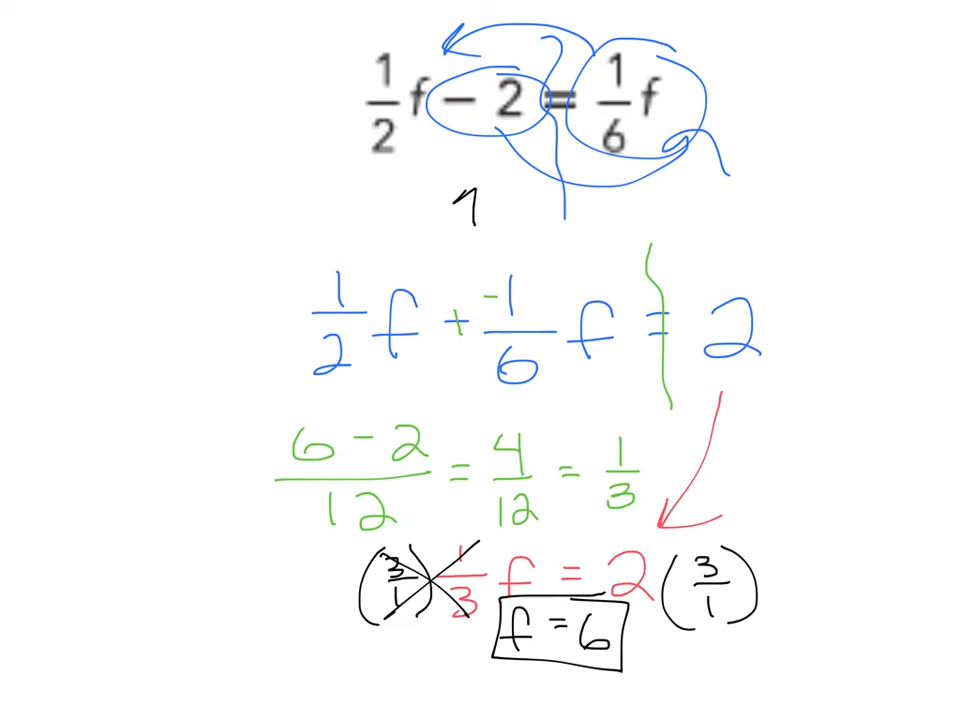 1/2 f − 2 = 1/6 f
1
1/2 f + -1/6 f = 2
6 - 2/12 = 4/12 = 1/3
(3/1) 1/3 f = 2 (3/1)
f = 6